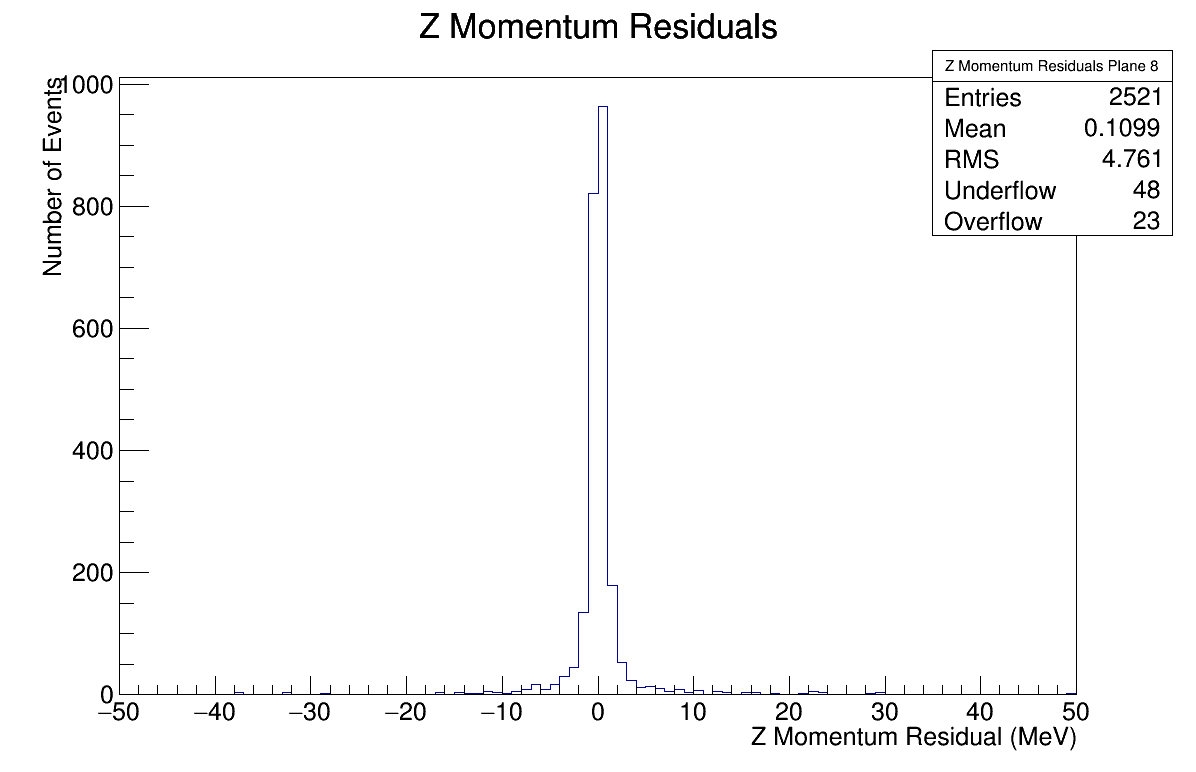 Z Momentum Residuals
Z Momentum Residuals Plane 8
Entries 2521
Mean 0.1099
RMS 4.761
Underflow 48
Overflow 23
Number of Events
1000
800
600
400
200
0
−50 −40 −30 −20 −10 0 10 20 30 40 50
Z Momentum Residual (MeV)